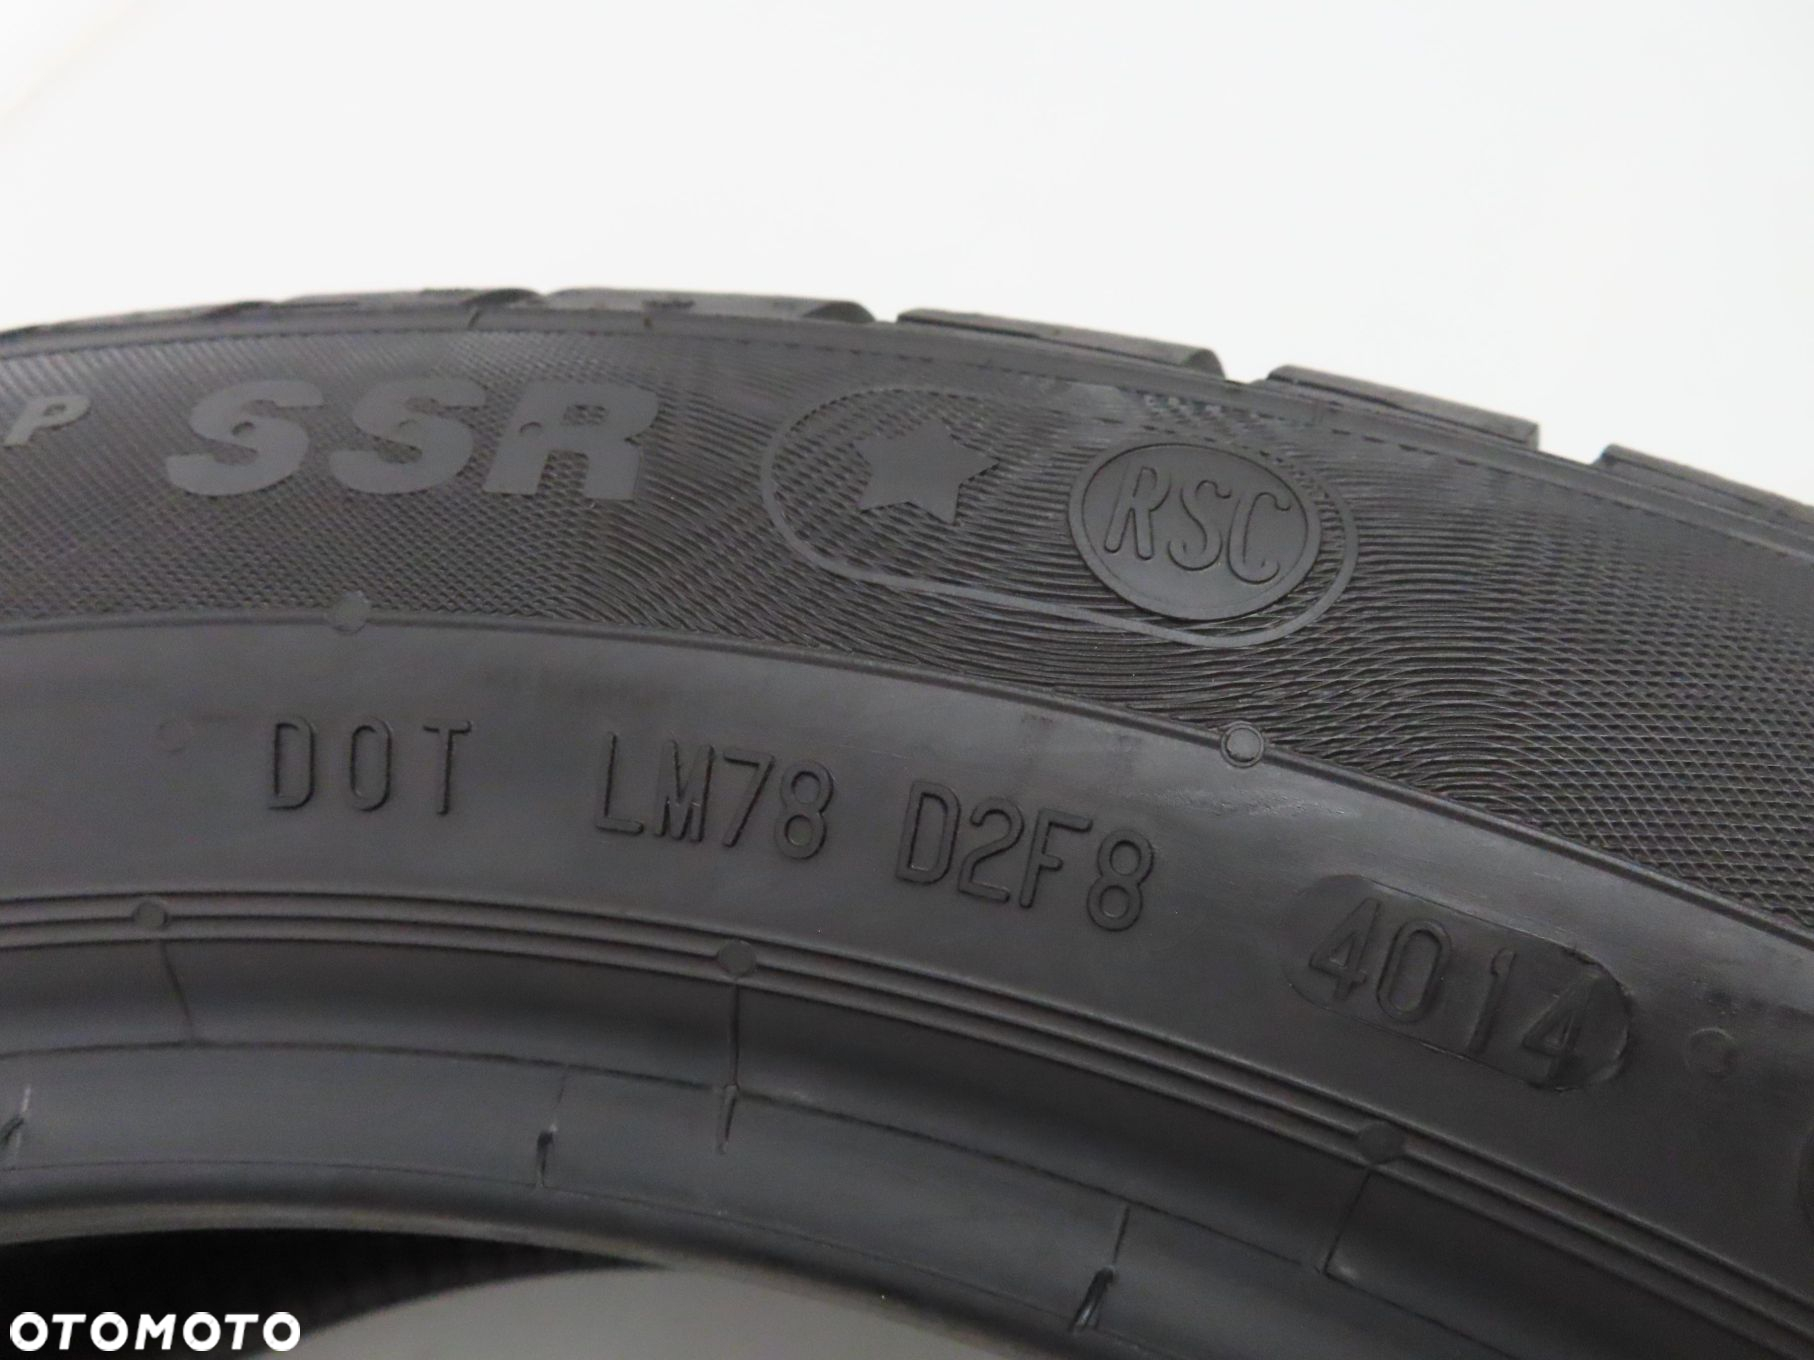 P SSR RSC
DOT LM78 D2F8 4014
OTOMOTO